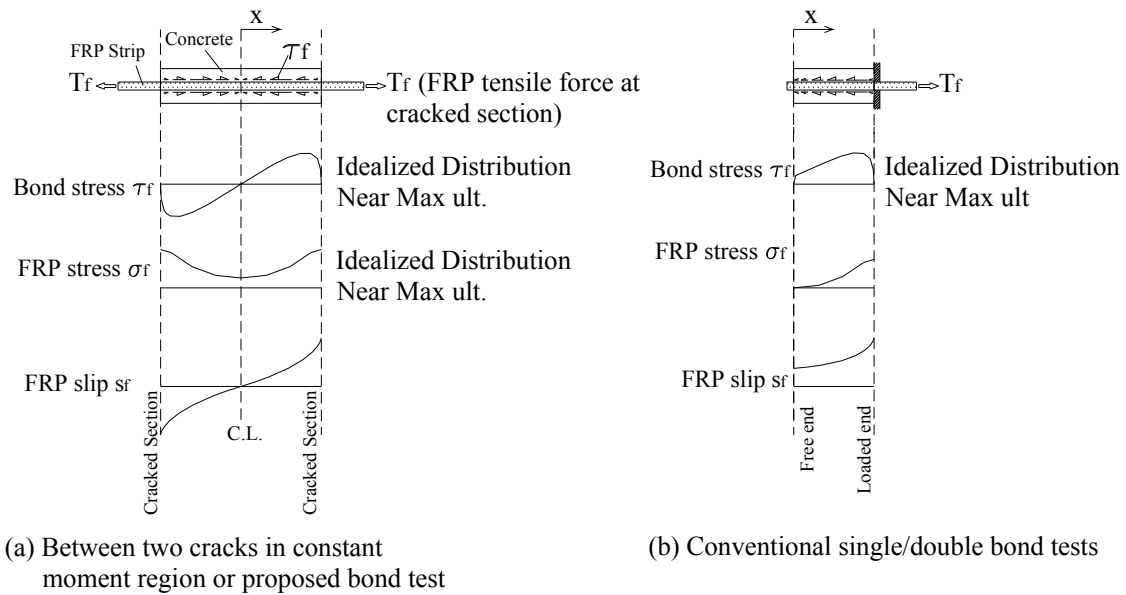 x
Concrete
τf
FRP Strip
Tf
Tf (FRP tensile force at
cracked section)
Bond stress τf
Idealized Distribution
Near Max ult.
FRP stress σf
Idealized Distribution
Near Max ult.
FRP slip sf
Cracked Section
C.L.
Cracked Section
(a) Between two cracks in constant
moment region or proposed bond test
x
Tf
Bond stress τf
Idealized Distribution
Near Max ult
FRP stress σf
FRP slip sf
Free end
Loaded end
(b) Conventional single/double bond tests